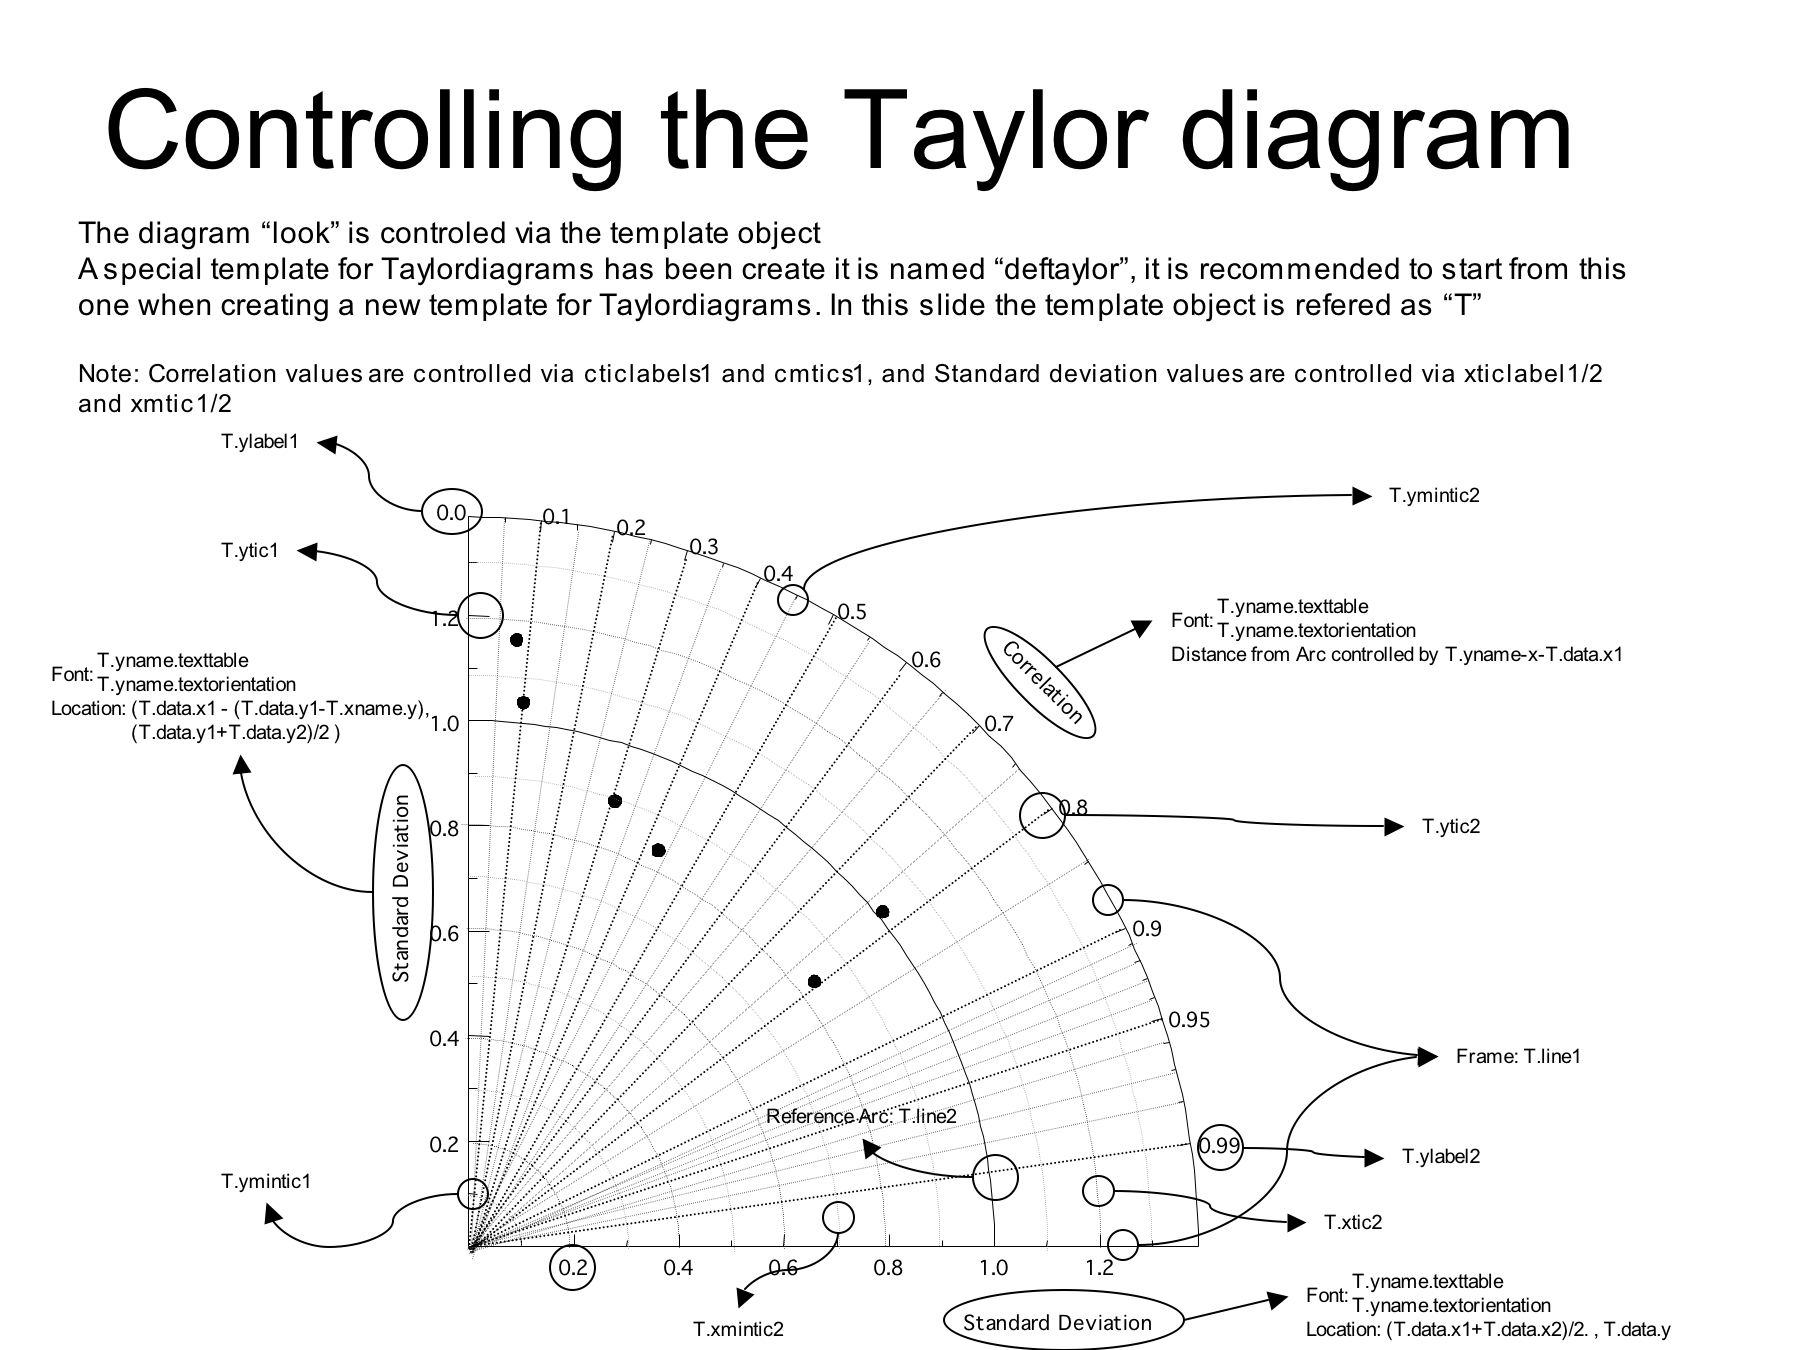 Controlling the Taylor diagram
The diagram “look” is controled via the template object
A special template for Taylordiagrams has been create it is named “deftaylor”, it is recommended to start from this
one when creating a new template for Taylordiagrams. In this slide the template object is refered as “T”
Note: Correlation values are controlled via cticlabels1 and cmtics1, and Standard deviation values are controlled via xticlabel1/2
and xmtic1/2
T.ylabel1
T.ymintic2
0.0
0.1
0.2
0.3
0.4
0.5
0.6
0.7
0.8
0.9
0.95
0.99
T.ytic1
1.2
1.0
0.8
0.6
0.4
0.2
Font: T.yname.texttable
T.yname.textorientation
Location: (T.data.x1 - (T.data.y1-T.xname.y),
(T.data.y1+T.data.y2)/2 )
Standard Deviation
Correlation
Font: T.yname.texttable
T.yname.textorientation
Distance from Arc controlled by T.yname-x-T.data.x1
T.ytic2
Frame: T.line1
Reference Arc: T.line2
T.ylabel2
T.ymintic1
T.xtic2
0.2
0.4
0.6
0.8
1.0
1.2
T.xmintic2
Standard Deviation
Font: T.yname.texttable
T.yname.textorientation
Location: (T.data.x1+T.data.x2)/2. , T.data.y